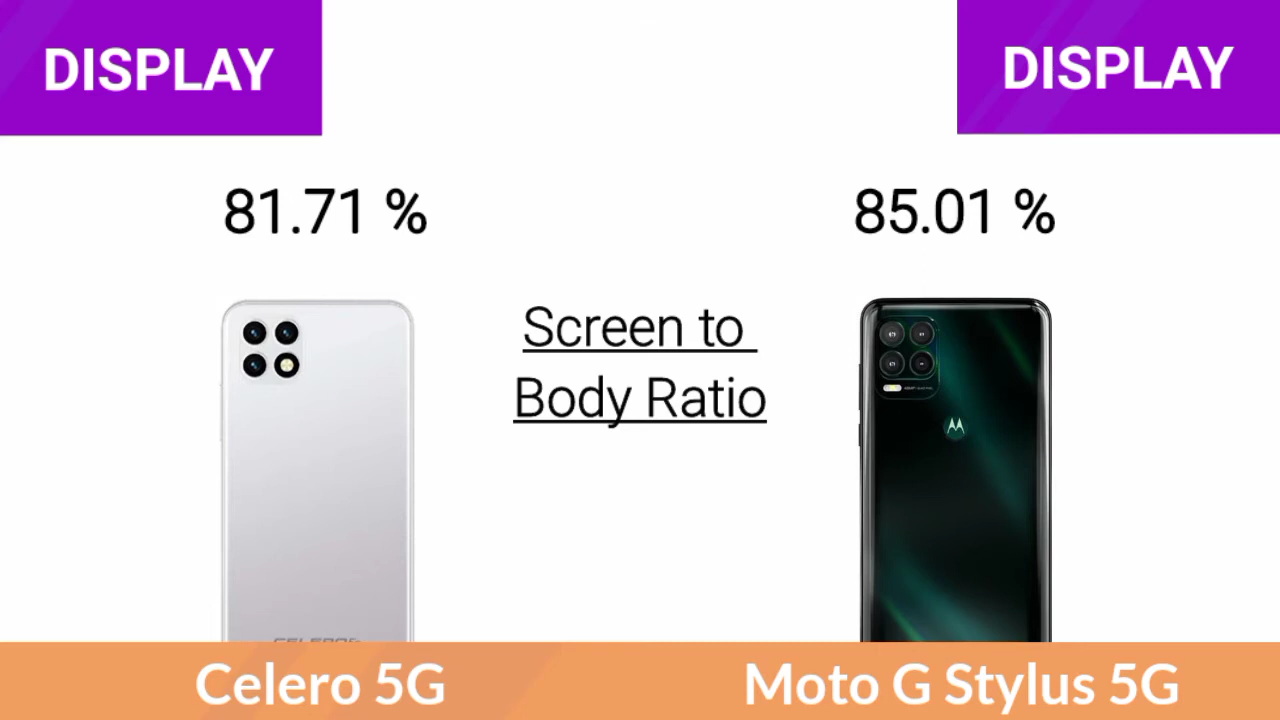 DISPLAY
DISPLAY
81.71 %
85.01 %
Screen to
Body Ratio
Celero 5G
Moto G Stylus 5G